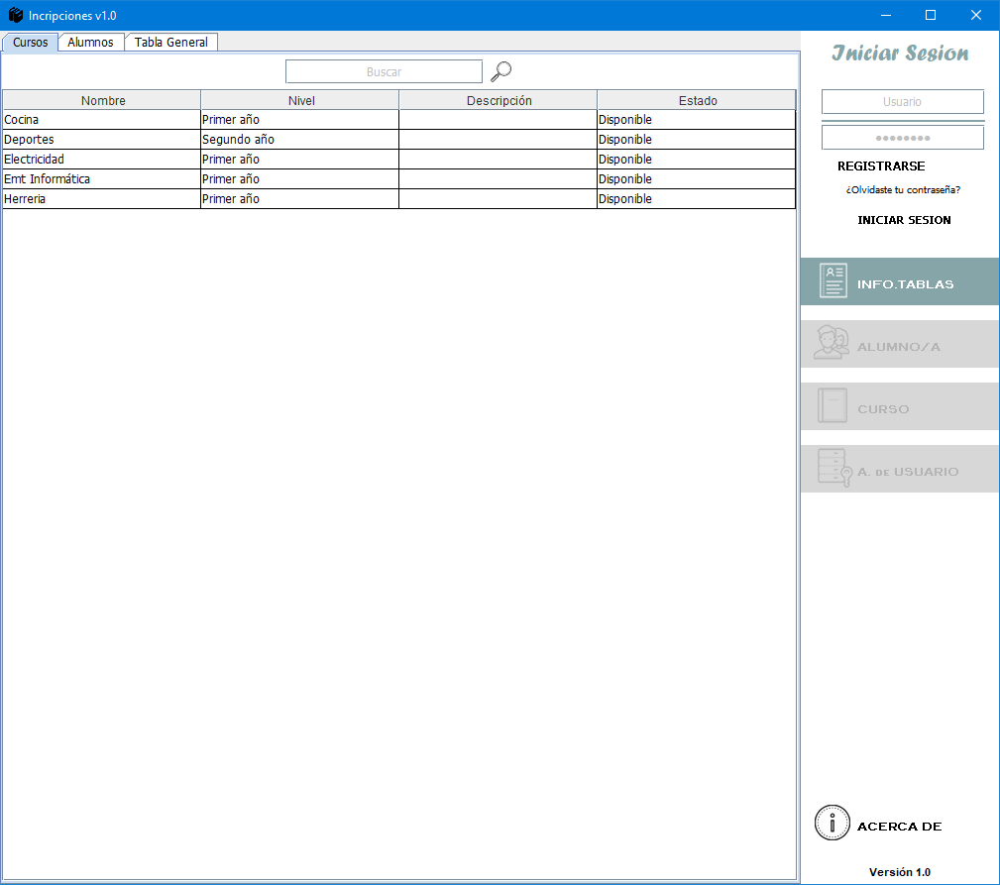 Incripciones v1.0
Cursos Alumnos Tabla General
Buscar
Nombre Nivel Descripción Estado
Cocina Primer año Disponible
Deportes Segundo año Disponible
Electricidad Primer año Disponible
Emt Informática Primer año Disponible
Herreria Primer año Disponible
Iniciar Sesion
Usuario
REGISTRARSE
¿Olvidaste tu contraseña?
INICIAR SESION
INFO.TABLAS
ALUMNO/A
CURSO
A. DE USUARIO
ACERCA DE
Versión 1.0